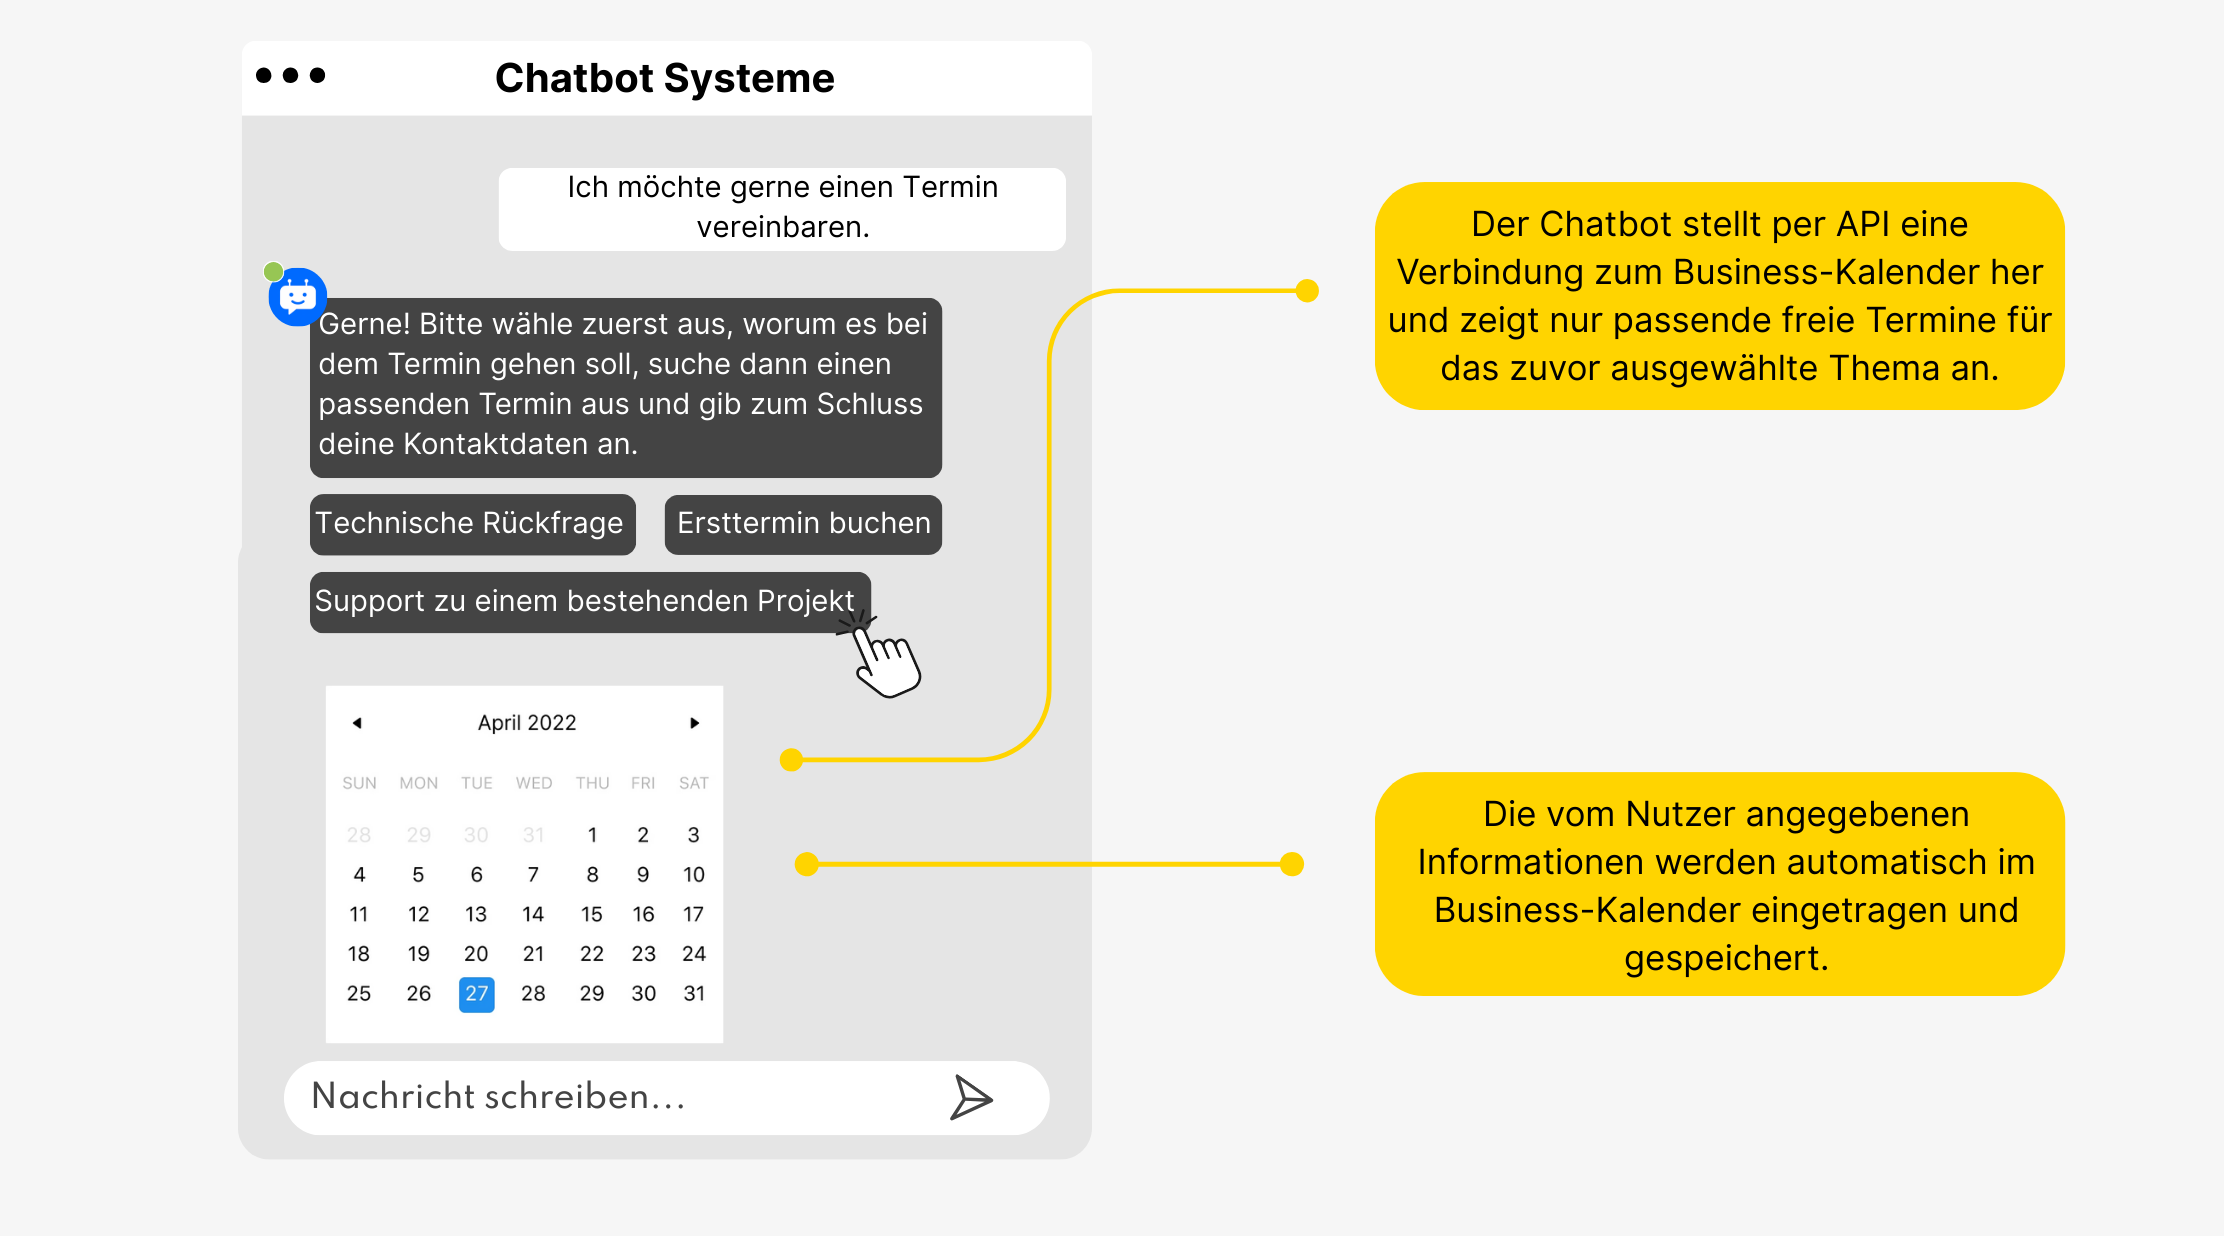 Chatbot Systeme
Ich möchte gerne einen Termin
vereinbaren.
Gerne! Bitte wähle zuerst aus, worum es bei
dem Termin gehen soll, suche dann einen
passenden Termin aus und gib zum Schluss
deine Kontaktdaten an.
Technische Rückfrage
Ersttermin buchen
Support zu einem bestehenden Projekt
April 2022
SUN MON TUE WED THU FRI SAT
28 29 30 31 1 2 3
4 5 6 7 8 9 10
11 12 13 14 15 16 17
18 19 20 21 22 23 24
25 26 27 28 29 30 31
Nachricht schreiben...
Der Chatbot stellt per API eine
Verbindung zum Business-Kalender her
und zeigt nur passende freie Termine für
das zuvor ausgewählte Thema an.
Die vom Nutzer angegebenen
Informationen werden automatisch im
Business-Kalender eingetragen und
gespeichert.